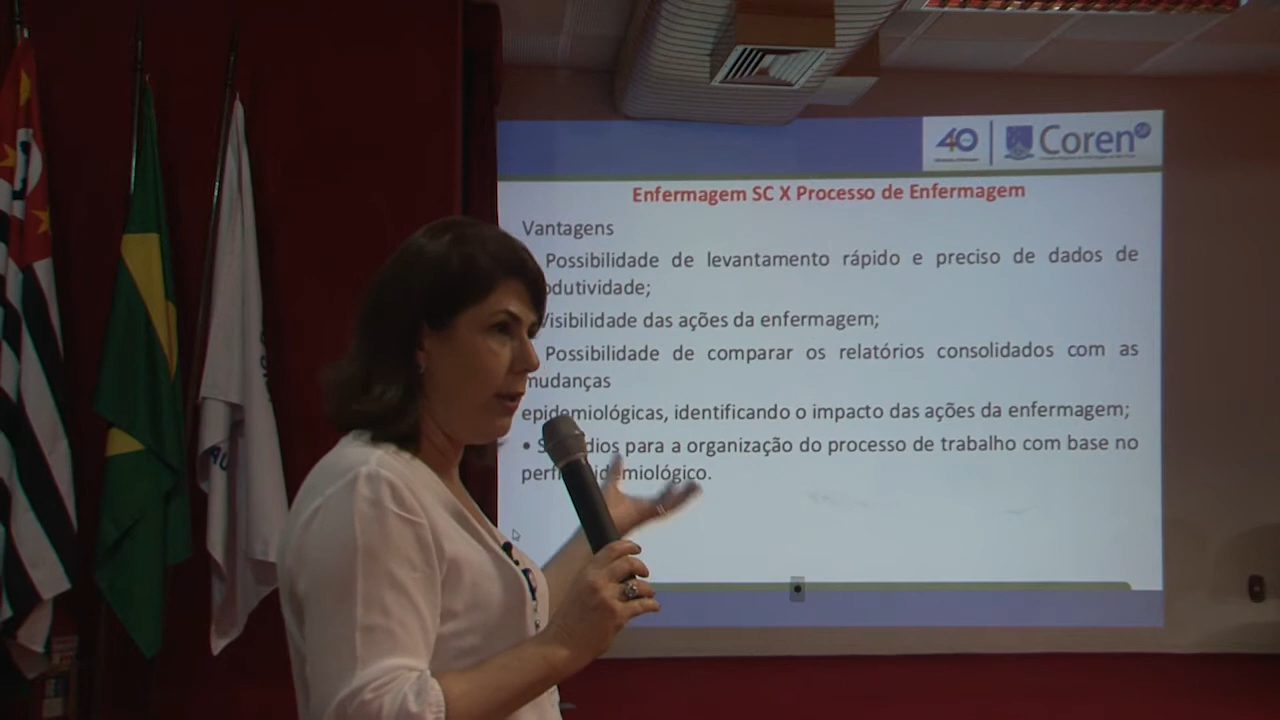 40
Coren SP
Enfermagem SC X Processo de Enfermagem
Vantagens
Possibilidade de levantamento rápido e preciso de dados de
odutividade;
Visibilidade das ações da enfermagem;
Possibilidade de comparar os relatórios consolidados com as
mudanças
epidemiológicas, identificando o impacto das ações da enfermagem;
• S dios para a organização do processo de trabalho com base no
perfi idemiológico.